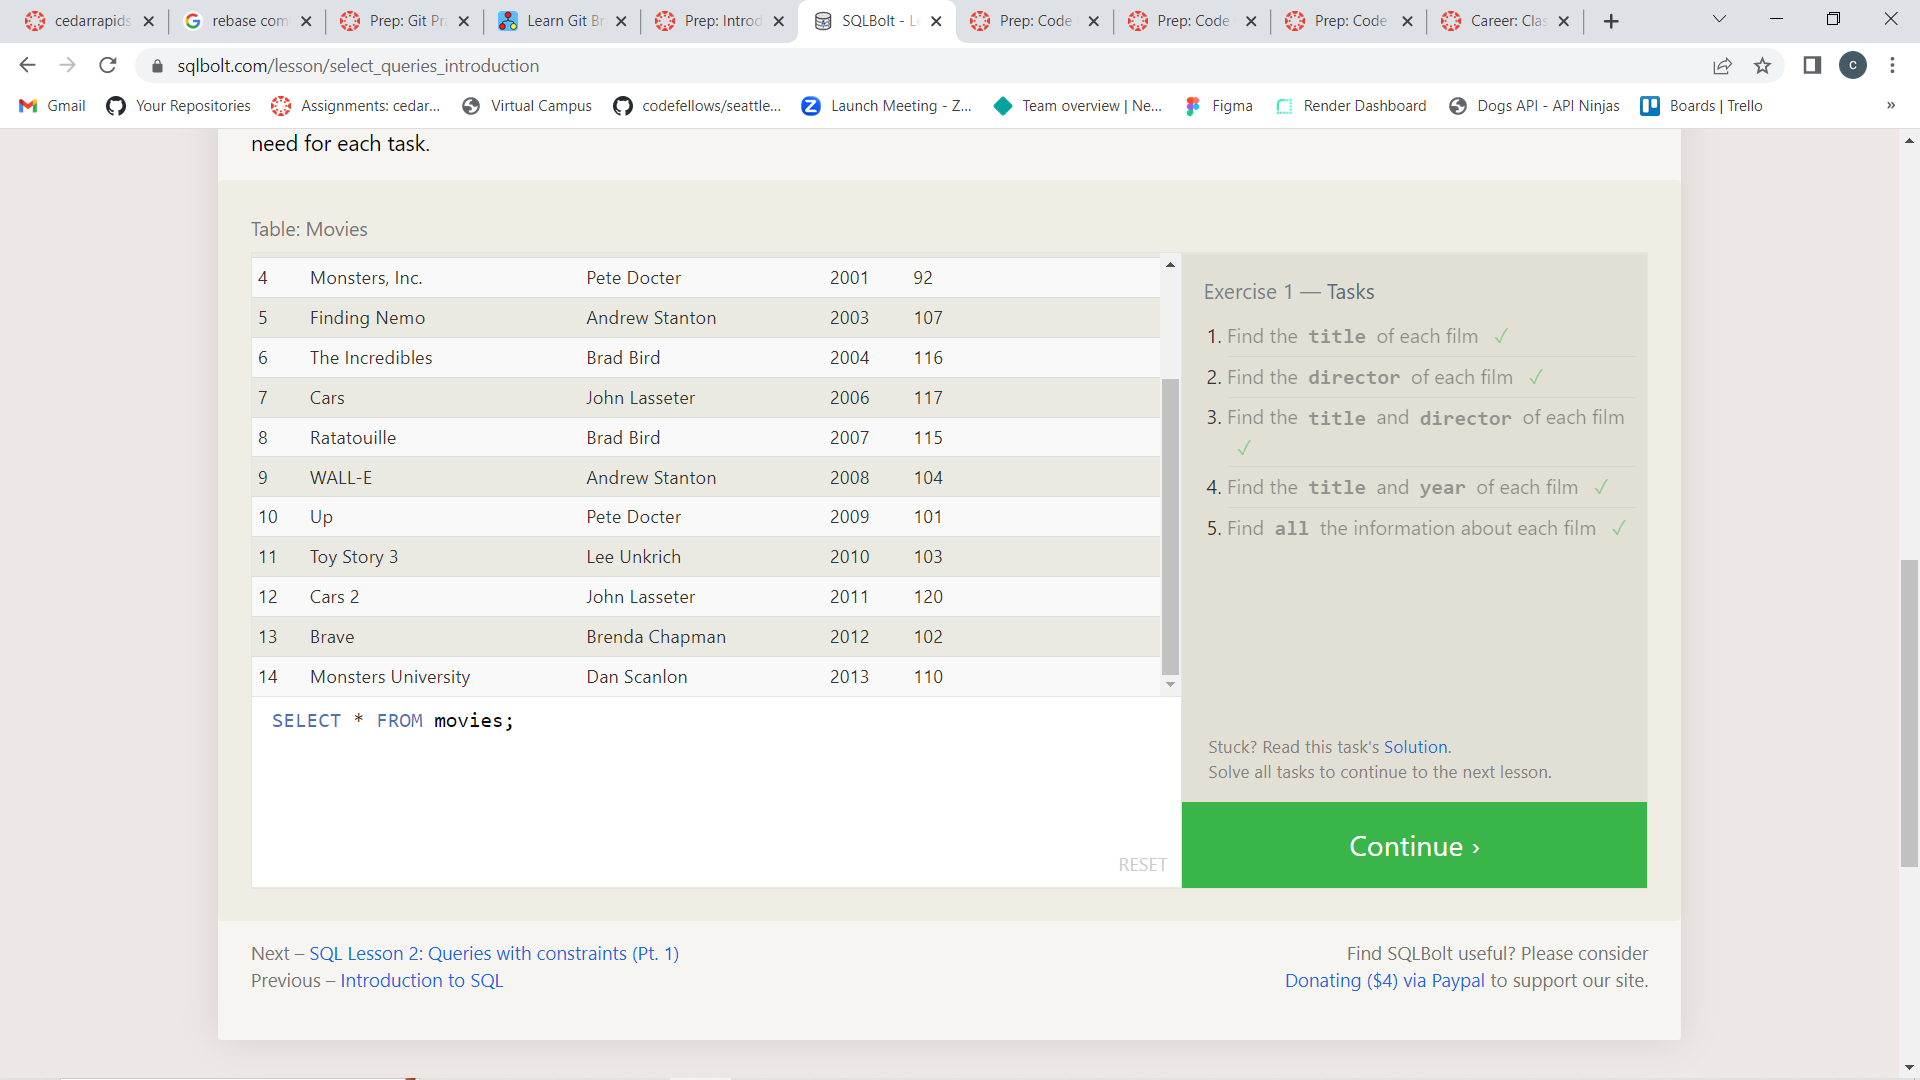 cedarrapids
rebase com
Prep: Git Pra
Learn Git Br
Prep: Introd
SQLBolt - Le
Prep: Code
Prep: Code
Prep: Code
Career: Clas
sqlbolt.com/lesson/select_queries_introduction
C
Gmail
Your Repositories
Assignments: cedar...
Virtual Campus
codefellows/seattle...
Launch Meeting - Z...
Team overview | Ne...
Figma
Render Dashboard
Dogs API - API Ninjas
Boards | Trello
»
need for each task.
Table: Movies
4 Monsters, Inc. Pete Docter 2001 92
5 Finding Nemo Andrew Stanton 2003 107
6 The Incredibles Brad Bird 2004 116
7 Cars John Lasseter 2006 117
8 Ratatouille Brad Bird 2007 115
9 WALL-E Andrew Stanton 2008 104
10 Up Pete Docter 2009 101
11 Toy Story 3 Lee Unkrich 2010 103
12 Cars 2 John Lasseter 2011 120
13 Brave Brenda Chapman 2012 102
14 Monsters University Dan Scanlon 2013 110
SELECT * FROM movies;
RESET
Exercise 1 — Tasks
1. Find the title of each film ✓
2. Find the director of each film ✓
3. Find the title and director of each film
✓
4. Find the title and year of each film ✓
5. Find all the information about each film ✓
Stuck? Read this task's Solution.
Solve all tasks to continue to the next lesson.
Continue ›
Next – SQL Lesson 2: Queries with constraints (Pt. 1)
Previous – Introduction to SQL
Find SQLBolt useful? Please consider
Donating ($4) via Paypal to support our site.